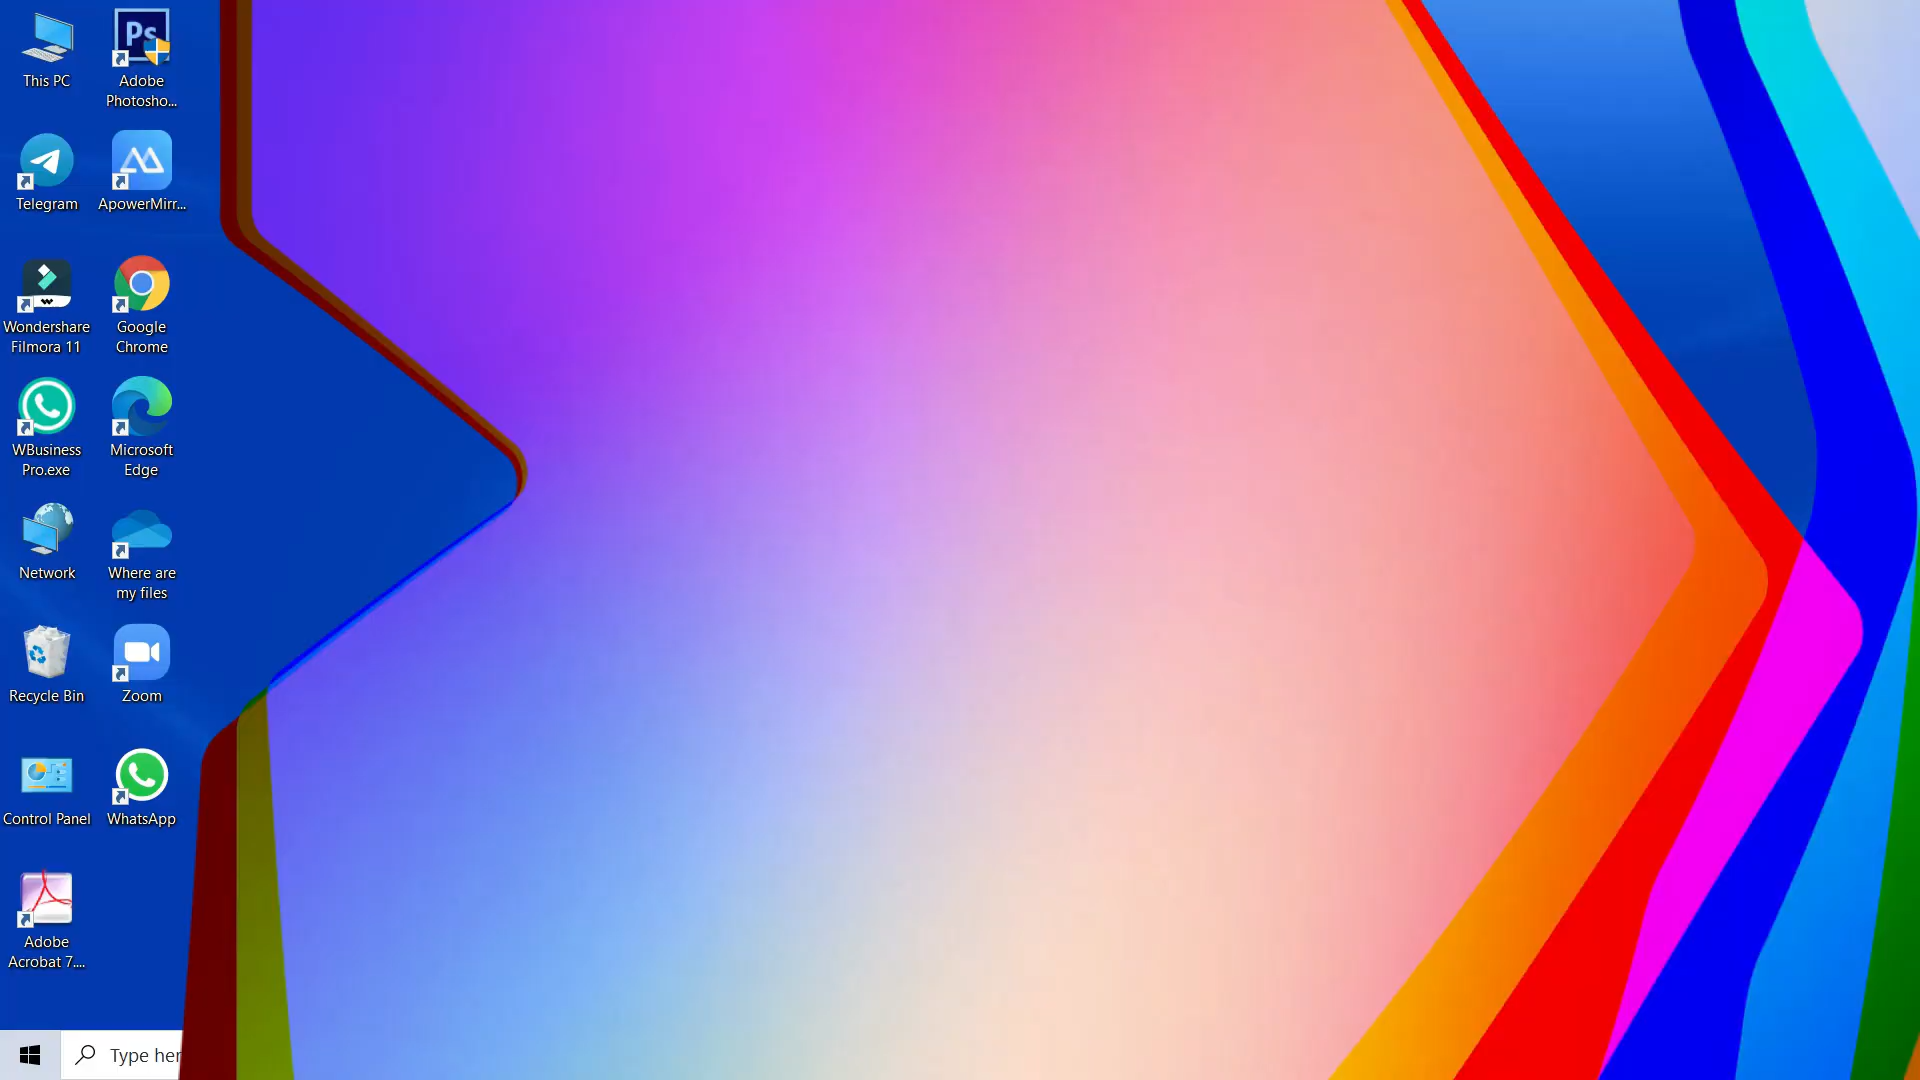 This PC
Adobe
Photosho...
Ps
Telegram
ApowerMirr...
Wondershare
Filmora 11
Google
Chrome
WBusiness
Pro.exe
Microsoft
Edge
Network
Where are
my files
Recycle Bin
Zoom
Control Panel
WhatsApp
Adobe
Acrobat 7....
Type her